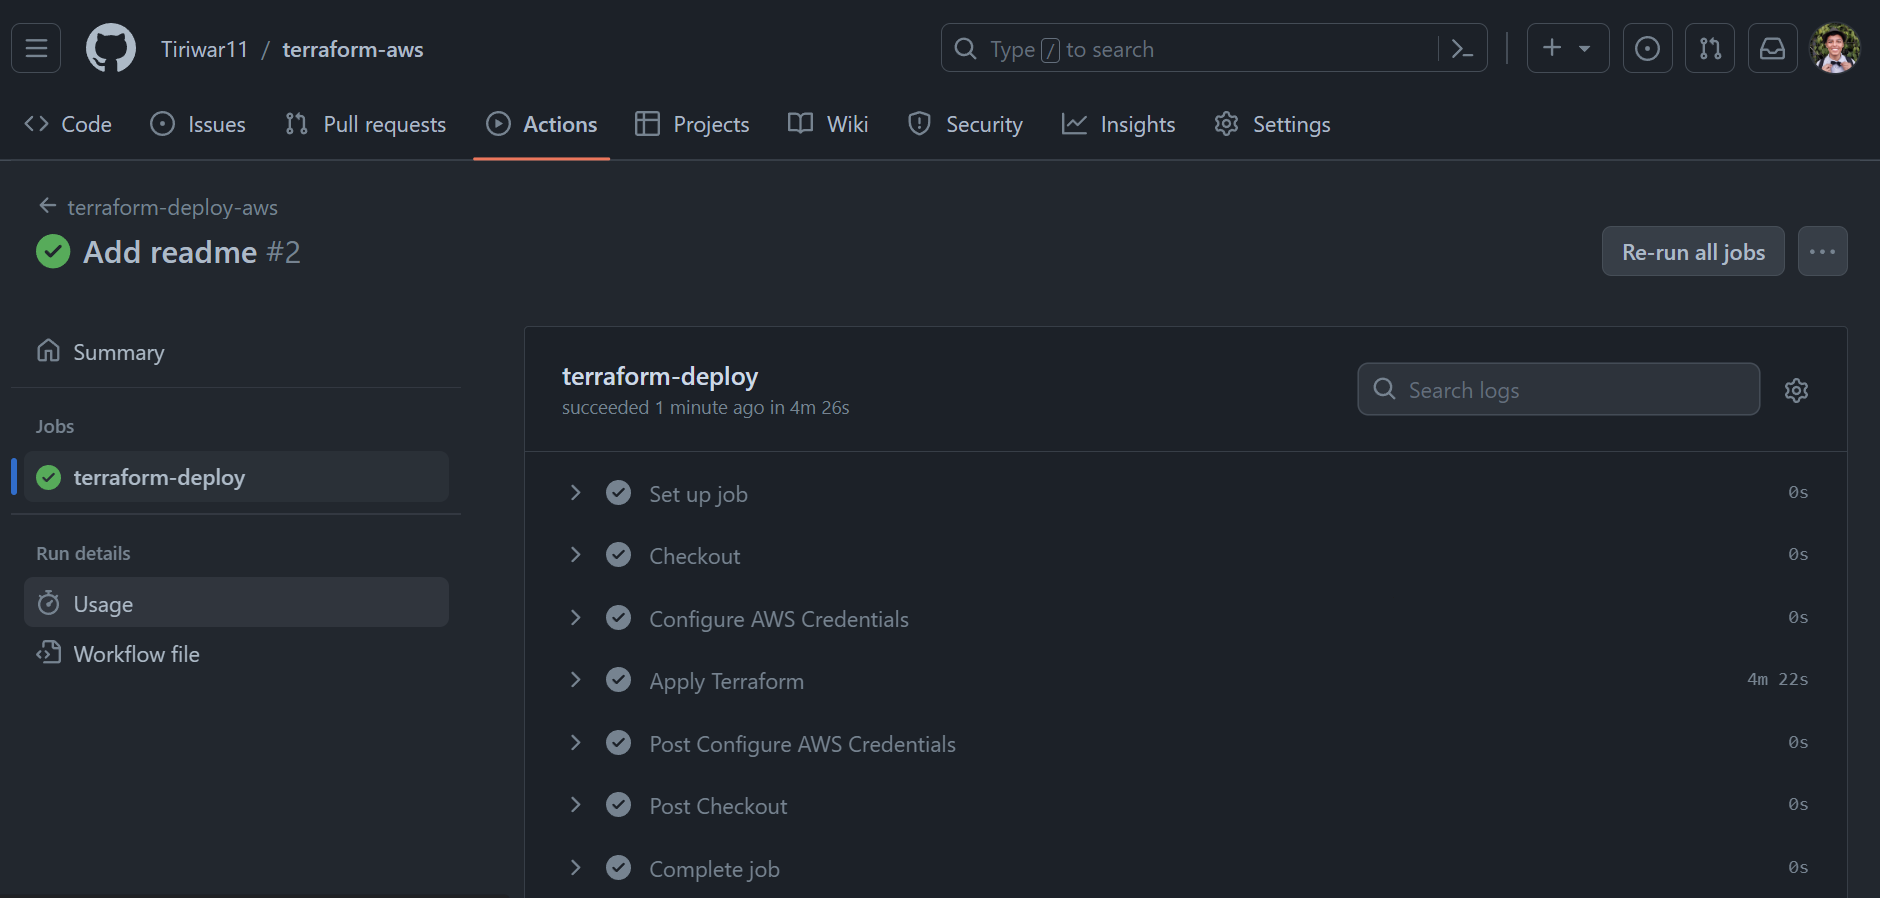 Tiriwar11 / terraform-aws
Type / to search
Code Issues Pull requests Actions Projects Wiki Security Insights Settings
terraform-deploy-aws
Add readme #2
Re-run all jobs
Summary
Jobs
terraform-deploy
Run details
Usage
Workflow file
terraform-deploy
succeeded 1 minute ago in 4m 26s
Search logs
Set up job 0s
Checkout 0s
Configure AWS Credentials 0s
Apply Terraform 4m 22s
Post Configure AWS Credentials 0s
Post Checkout 0s
Complete job 0s